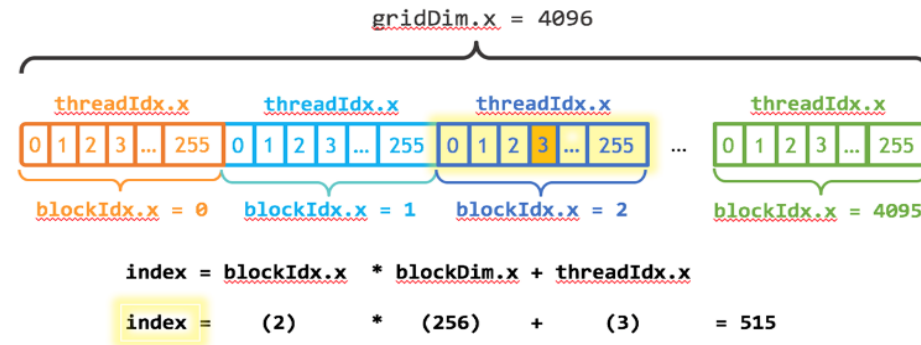 gridDim.x = 4096
threadIdx.x threadIdx.x threadIdx.x threadIdx.x
0 1 2 3 ... 255 0 1 2 3 ... 255 0 1 2 3 ... 255 ... 0 1 2 3 ... 255
blockIdx.x = 0 blockIdx.x = 1 blockIdx.x = 2 blockIdx.x = 4095
index = blockIdx.x * blockDim.x + threadIdx.x
index = (2) * (256) + (3) = 515